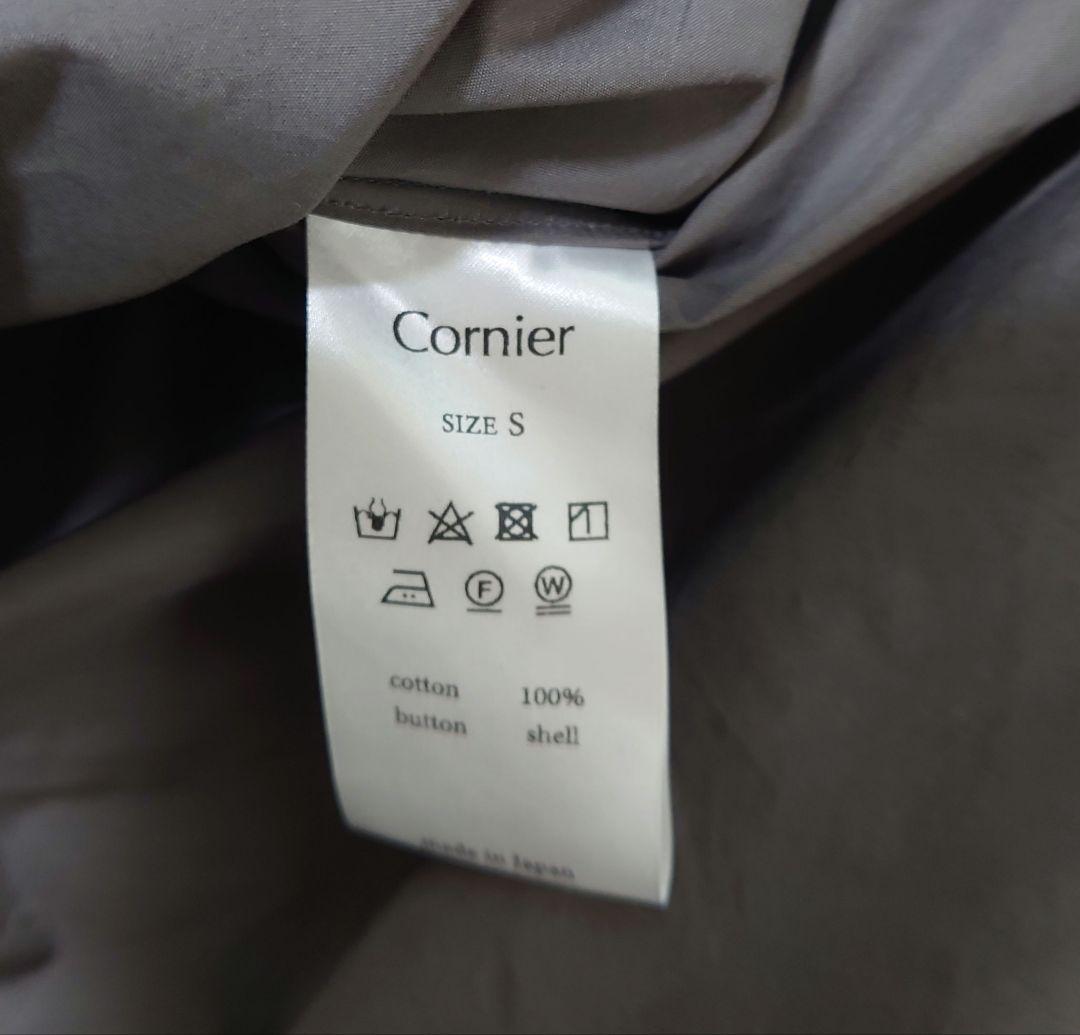 Cornier
SIZE S
F W
cotton 100%
button shell
made in Japan